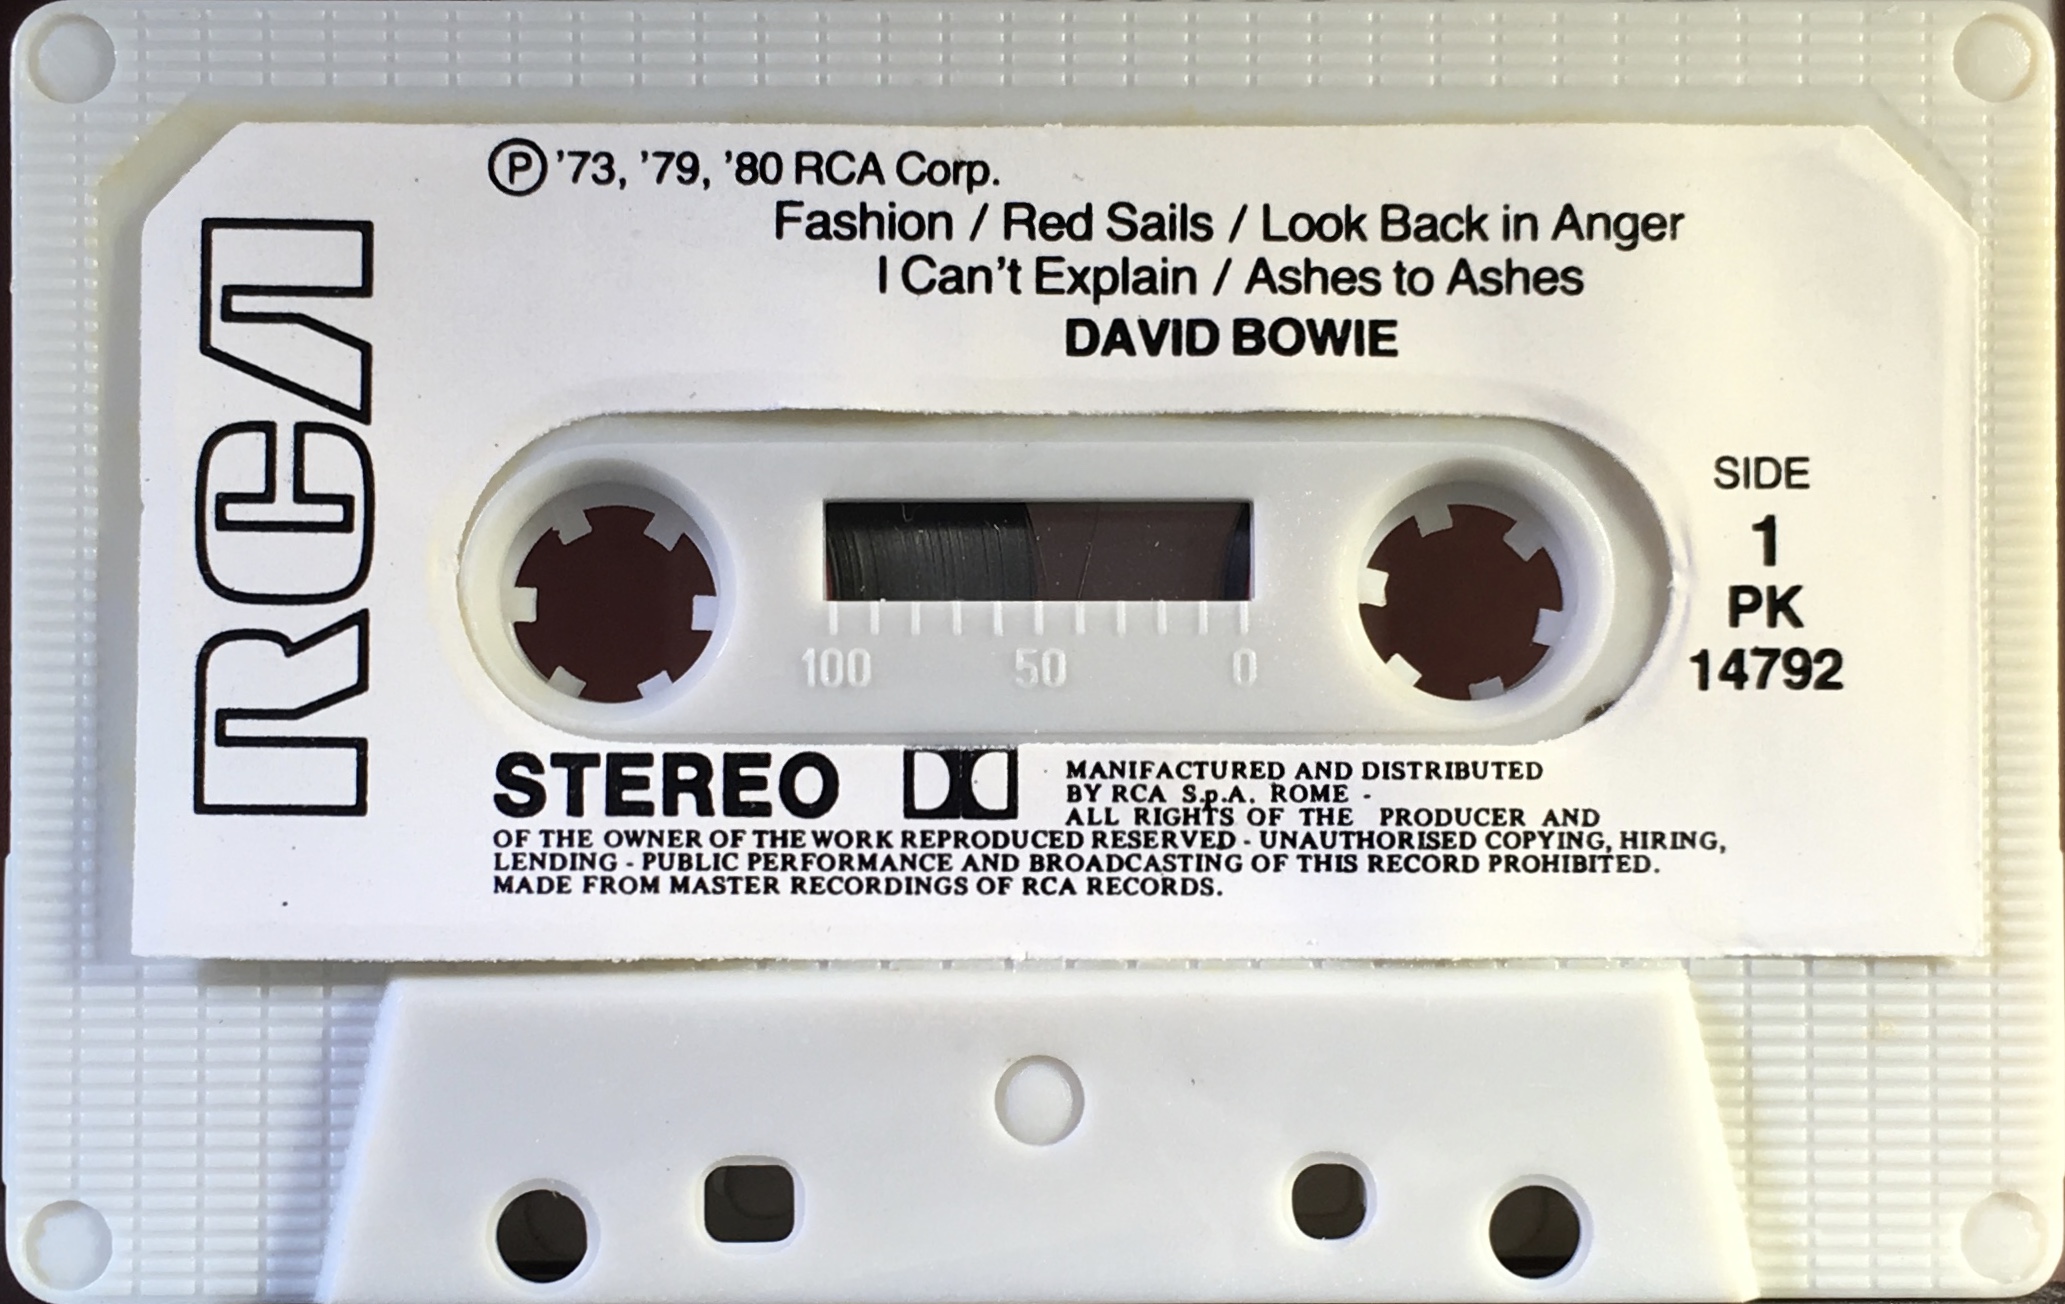 Ⓟ '73, '79, '80 RCA Corp.
Fashion / Red Sails / Look Back in Anger
I Can't Explain / Ashes to Ashes
DAVID BOWIE
RCA
SIDE
1
PK
14792
100 50 0
STEREO
MANIFACTURED AND DISTRIBUTED
BY RCA S.p.A. ROME -
ALL RIGHTS OF THE PRODUCER AND
OF THE OWNER OF THE WORK REPRODUCED RESERVED - UNAUTHORISED COPYING, HIRING,
LENDING - PUBLIC PERFORMANCE AND BROADCASTING OF THIS RECORD PROHIBITED.
MADE FROM MASTER RECORDINGS OF RCA RECORDS.